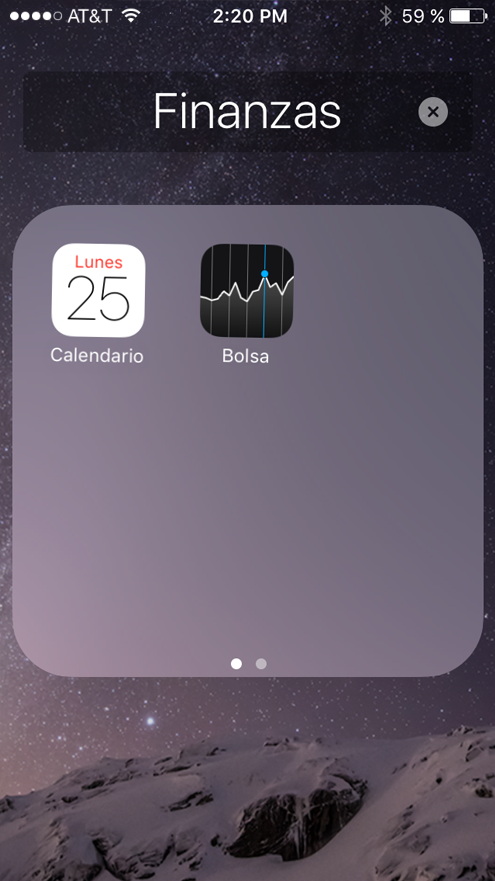 AT&T 2:20 PM 59 %
Finanzas
Lunes
25
Calendario Bolsa